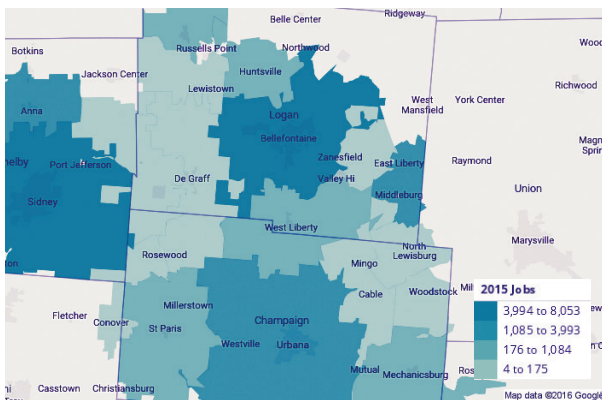 Ridgeway
Belle Center
Botkins
Russells Point
Northwood
Jackson Center
Huntsville
Richwood
Lewistown
West
Mansfield
York Center
Anna
Logan
Bellefontaine
Zanesfield
East Liberty
Raymond
Port Jefferson
De Graff
Valley Hi
Sidney
Middleburg
Union
West Liberty
Marysville
Rosewood
North
Lewisburg
Mingo
Cable
Woodstock
2015 Jobs
3,994 to 8,053
1,085 to 3,993
176 to 1,084
4 to 175
Millerstown
Fletcher
Conover
St Paris
Champaign
Urbana
Westville
Mutual
Mechanicsburg
Casstown
Christiansburg
Map data ©2016 Google